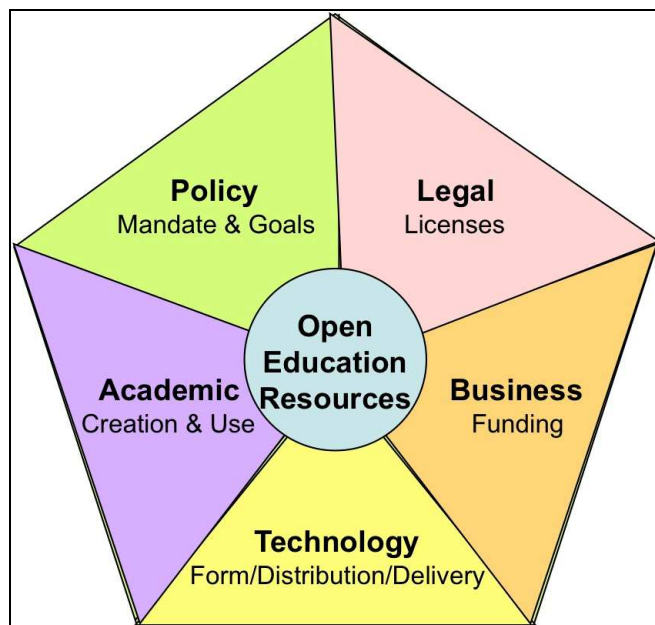 Policy
Mandate & Goals
Legal
Licenses
Open
Education
Resources
Academic
Creation & Use
Business
Funding
Technology
Form/Distribution/Delivery